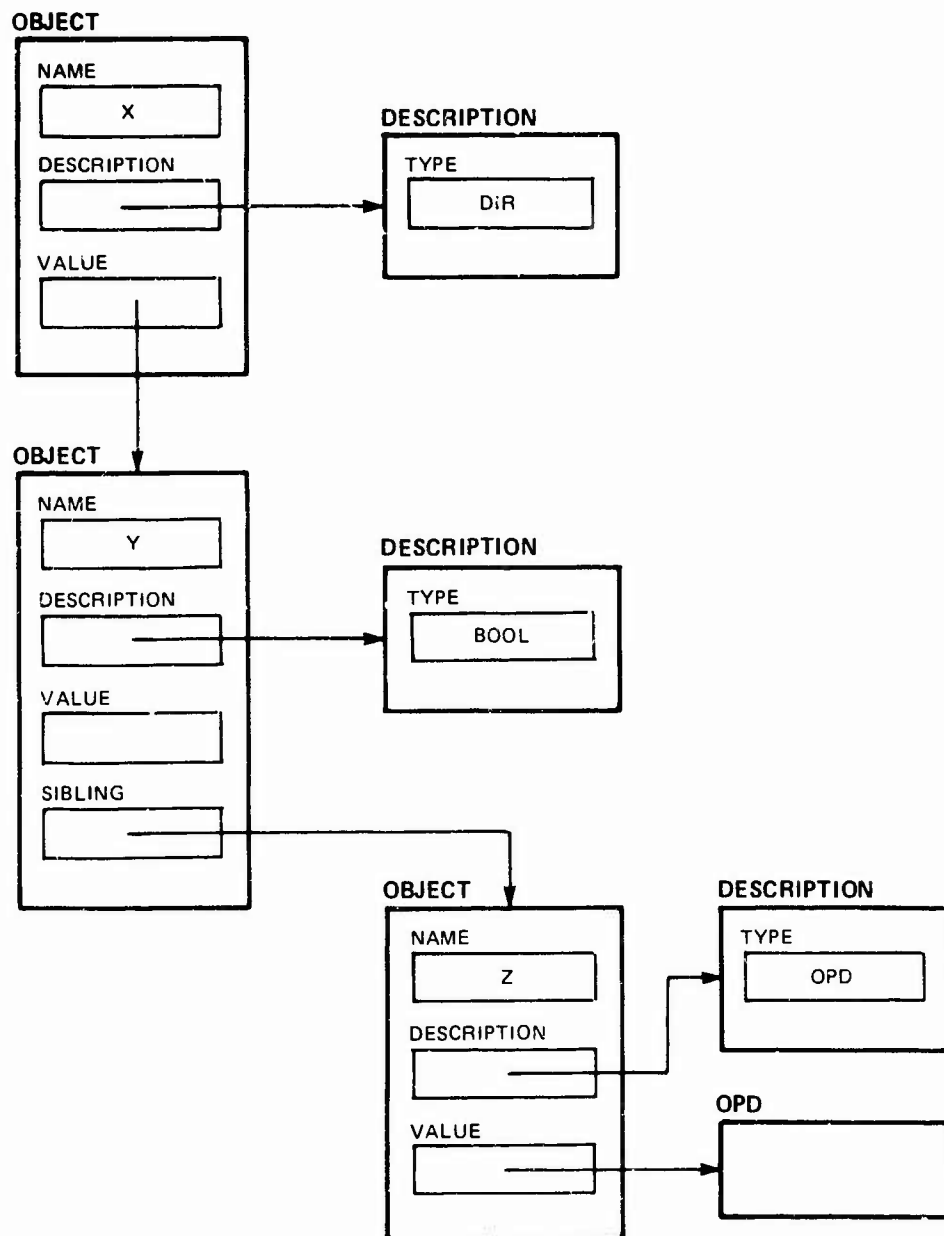 OBJECT
NAME
X
DESCRIPTION
VALUE
DESCRIPTION
TYPE
DIR
OBJECT
NAME
Y
DESCRIPTION
VALUE
SIBLING
DESCRIPTION
TYPE
BOOL
OBJECT
NAME
Z
DESCRIPTION
VALUE
DESCRIPTION
TYPE
OPD
OPD